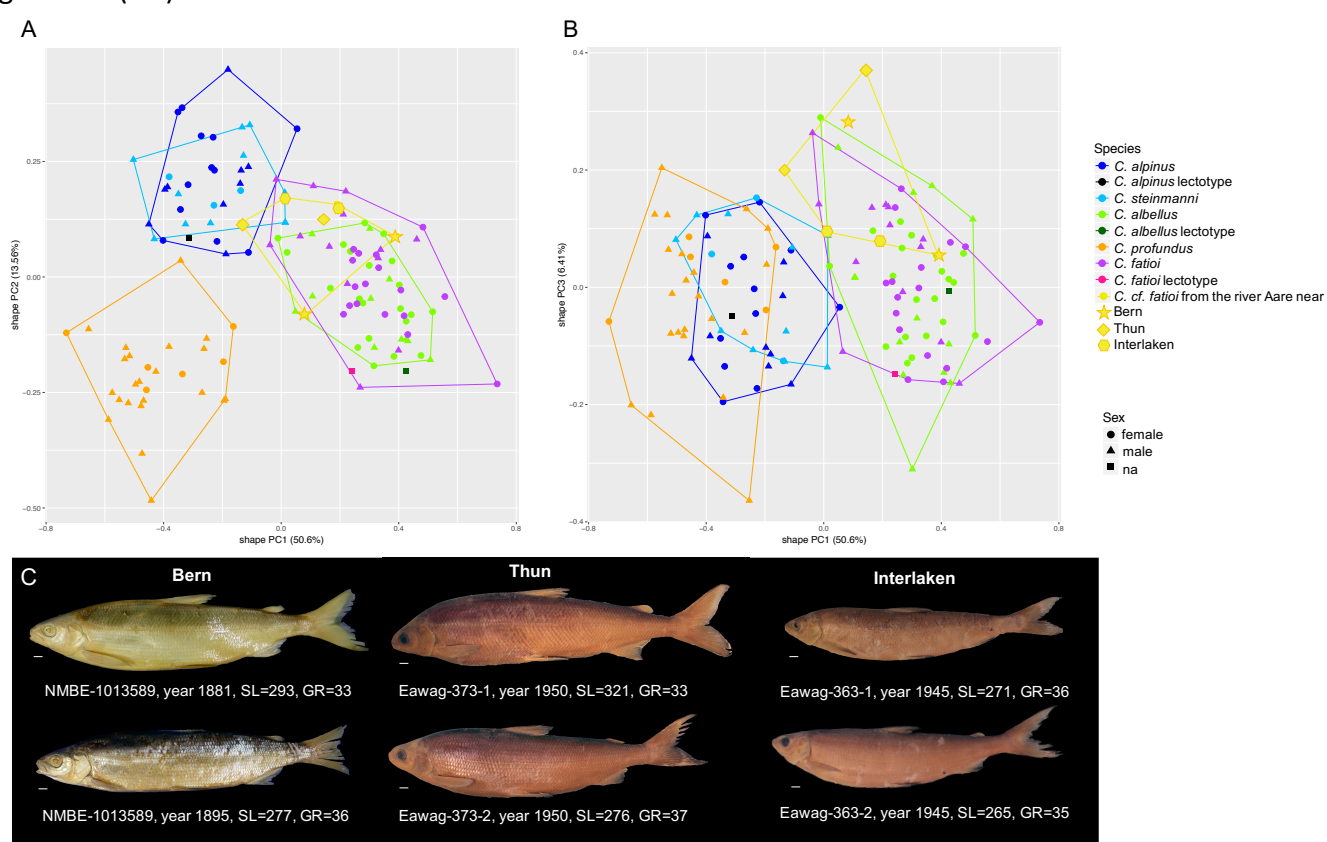 A
B
0.25
0.00
−0.25
−0.50
shape PC2 (13.56%)
−0.8
−0.4
0.0
0.4
0.8
shape PC1 (50.6%)
0.4
0.2
0.0
−0.2
−0.4
shape PC3 (6.41%)
−0.8
−0.4
0.0
0.4
0.8
shape PC1 (50.6%)
Species
C. alpinus
C. alpinus lectotype
C. steinmanni
C. albellus
C. albellus lectotype
C. profundus
C. fatioi
C. fatioi lectotype
C. cf. fatioi from the river Aare near
Bern
Thun
Interlaken
Sex
female
male
na
C
Bern
Thun
Interlaken
NMBE-1013589, year 1881, SL=293, GR=33
Eawag-373-1, year 1950, SL=321, GR=33
Eawag-363-1, year 1945, SL=271, GR=36
NMBE-1013589, year 1895, SL=277, GR=36
Eawag-373-2, year 1950, SL=276, GR=37
Eawag-363-2, year 1945, SL=265, GR=35